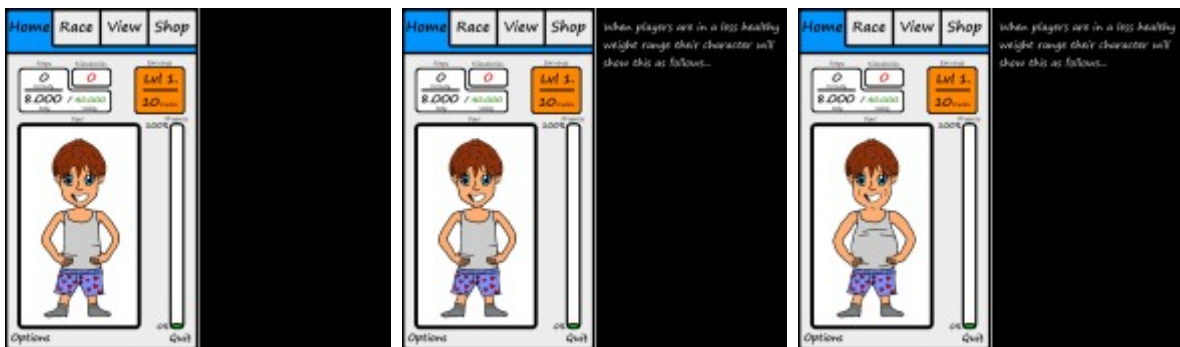 Home Race View Shop
0 0 Lvl 1.
8.000 / 40.000 10
100%
0%
Options Quit
Home Race View Shop
When players are in a less healthy
weight range their character will
show this as follows...
0 0 Lvl 1.
8.000 / 40.000 10
100%
0%
Options Quit
Home Race View Shop
When players are in a less healthy
weight range their character will
show this as follows...
0 0 Lvl 1.
8.000 / 40.000 10
100%
0%
Options Quit